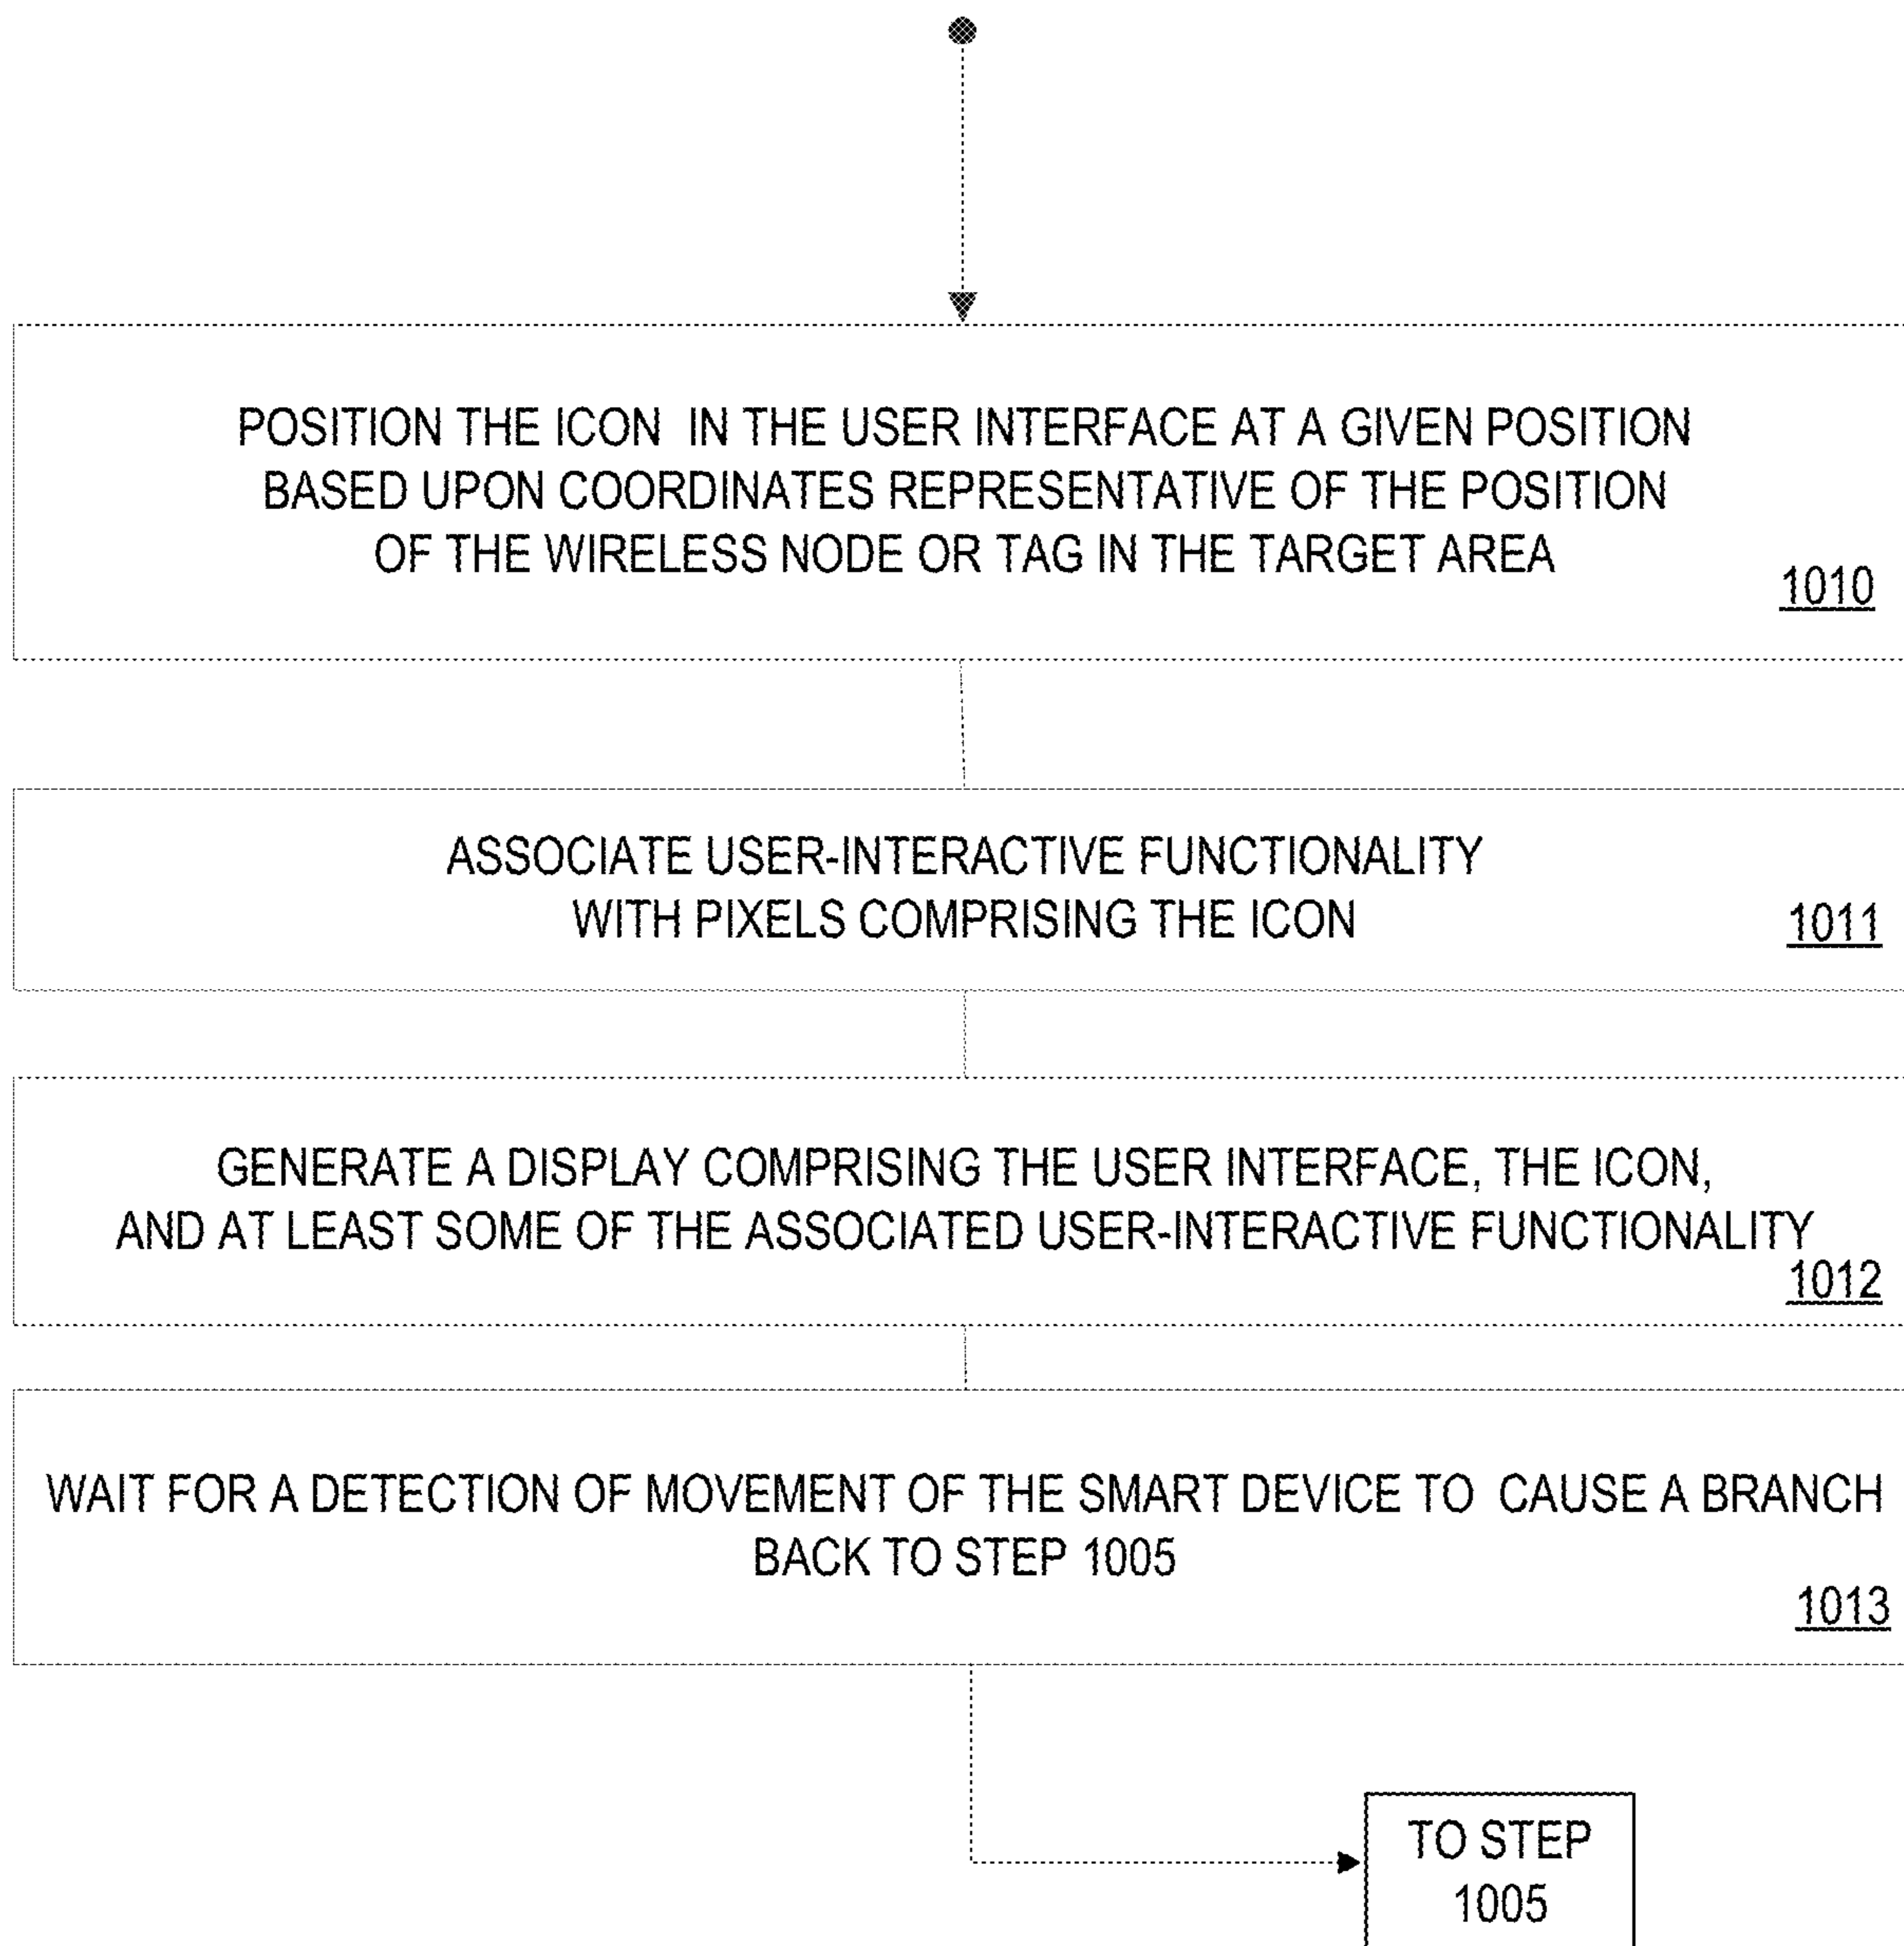 POSITION THE ICON IN THE USER INTERFACE AT A GIVEN POSITION
BASED UPON COORDINATES REPRESENTATIVE OF THE POSITION
OF THE WIRELESS NODE OR TAG IN THE TARGET AREA
1010
ASSOCIATE USER-INTERACTIVE FUNCTIONALITY
WITH PIXELS COMPRISING THE ICON
1011
GENERATE A DISPLAY COMPRISING THE USER INTERFACE, THE ICON,
AND AT LEAST SOME OF THE ASSOCIATED USER-INTERACTIVE FUNCTIONALITY
1012
WAIT FOR A DETECTION OF MOVEMENT OF THE SMART DEVICE TO CAUSE A BRANCH
BACK TO STEP 1005
1013
TO STEP
1005